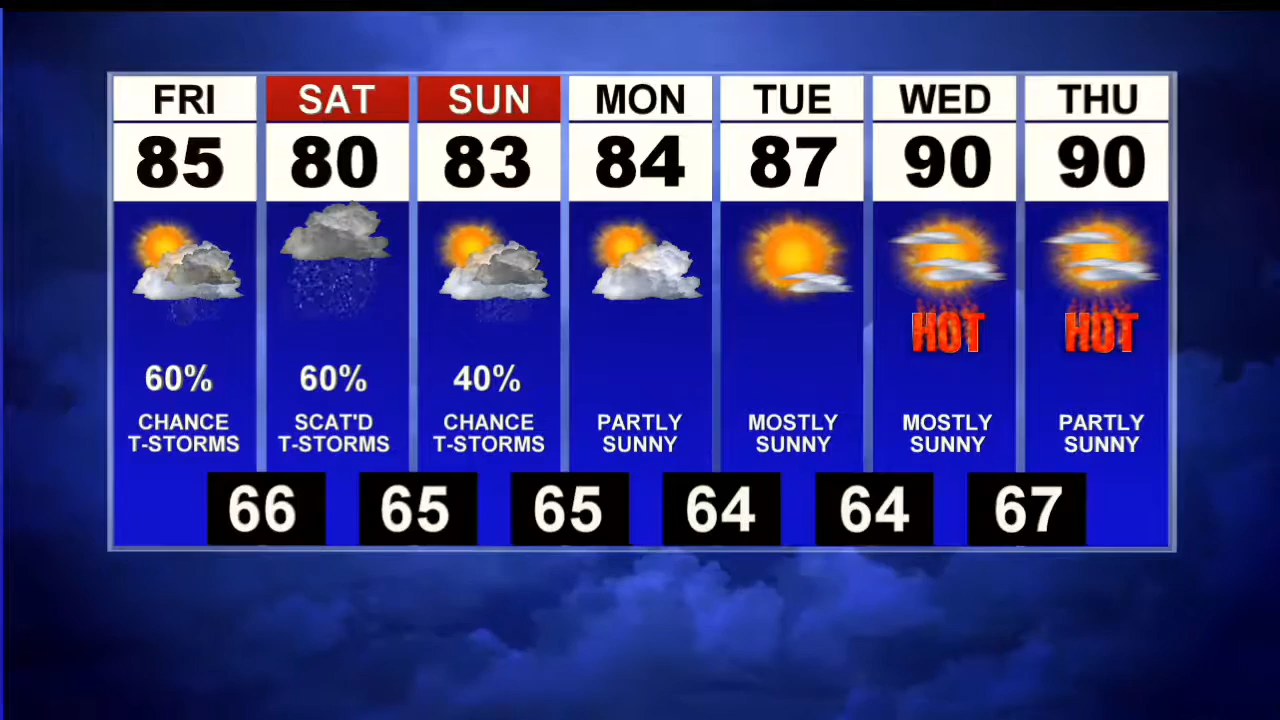 FRI SAT SUN MON TUE WED THU
85 80 83 84 87 90 90
HOT HOT
60% 60% 40%
CHANCE SCAT'D CHANCE PARTLY MOSTLY MOSTLY PARTLY
T-STORMS T-STORMS T-STORMS SUNNY SUNNY SUNNY SUNNY
66 65 65 64 64 67